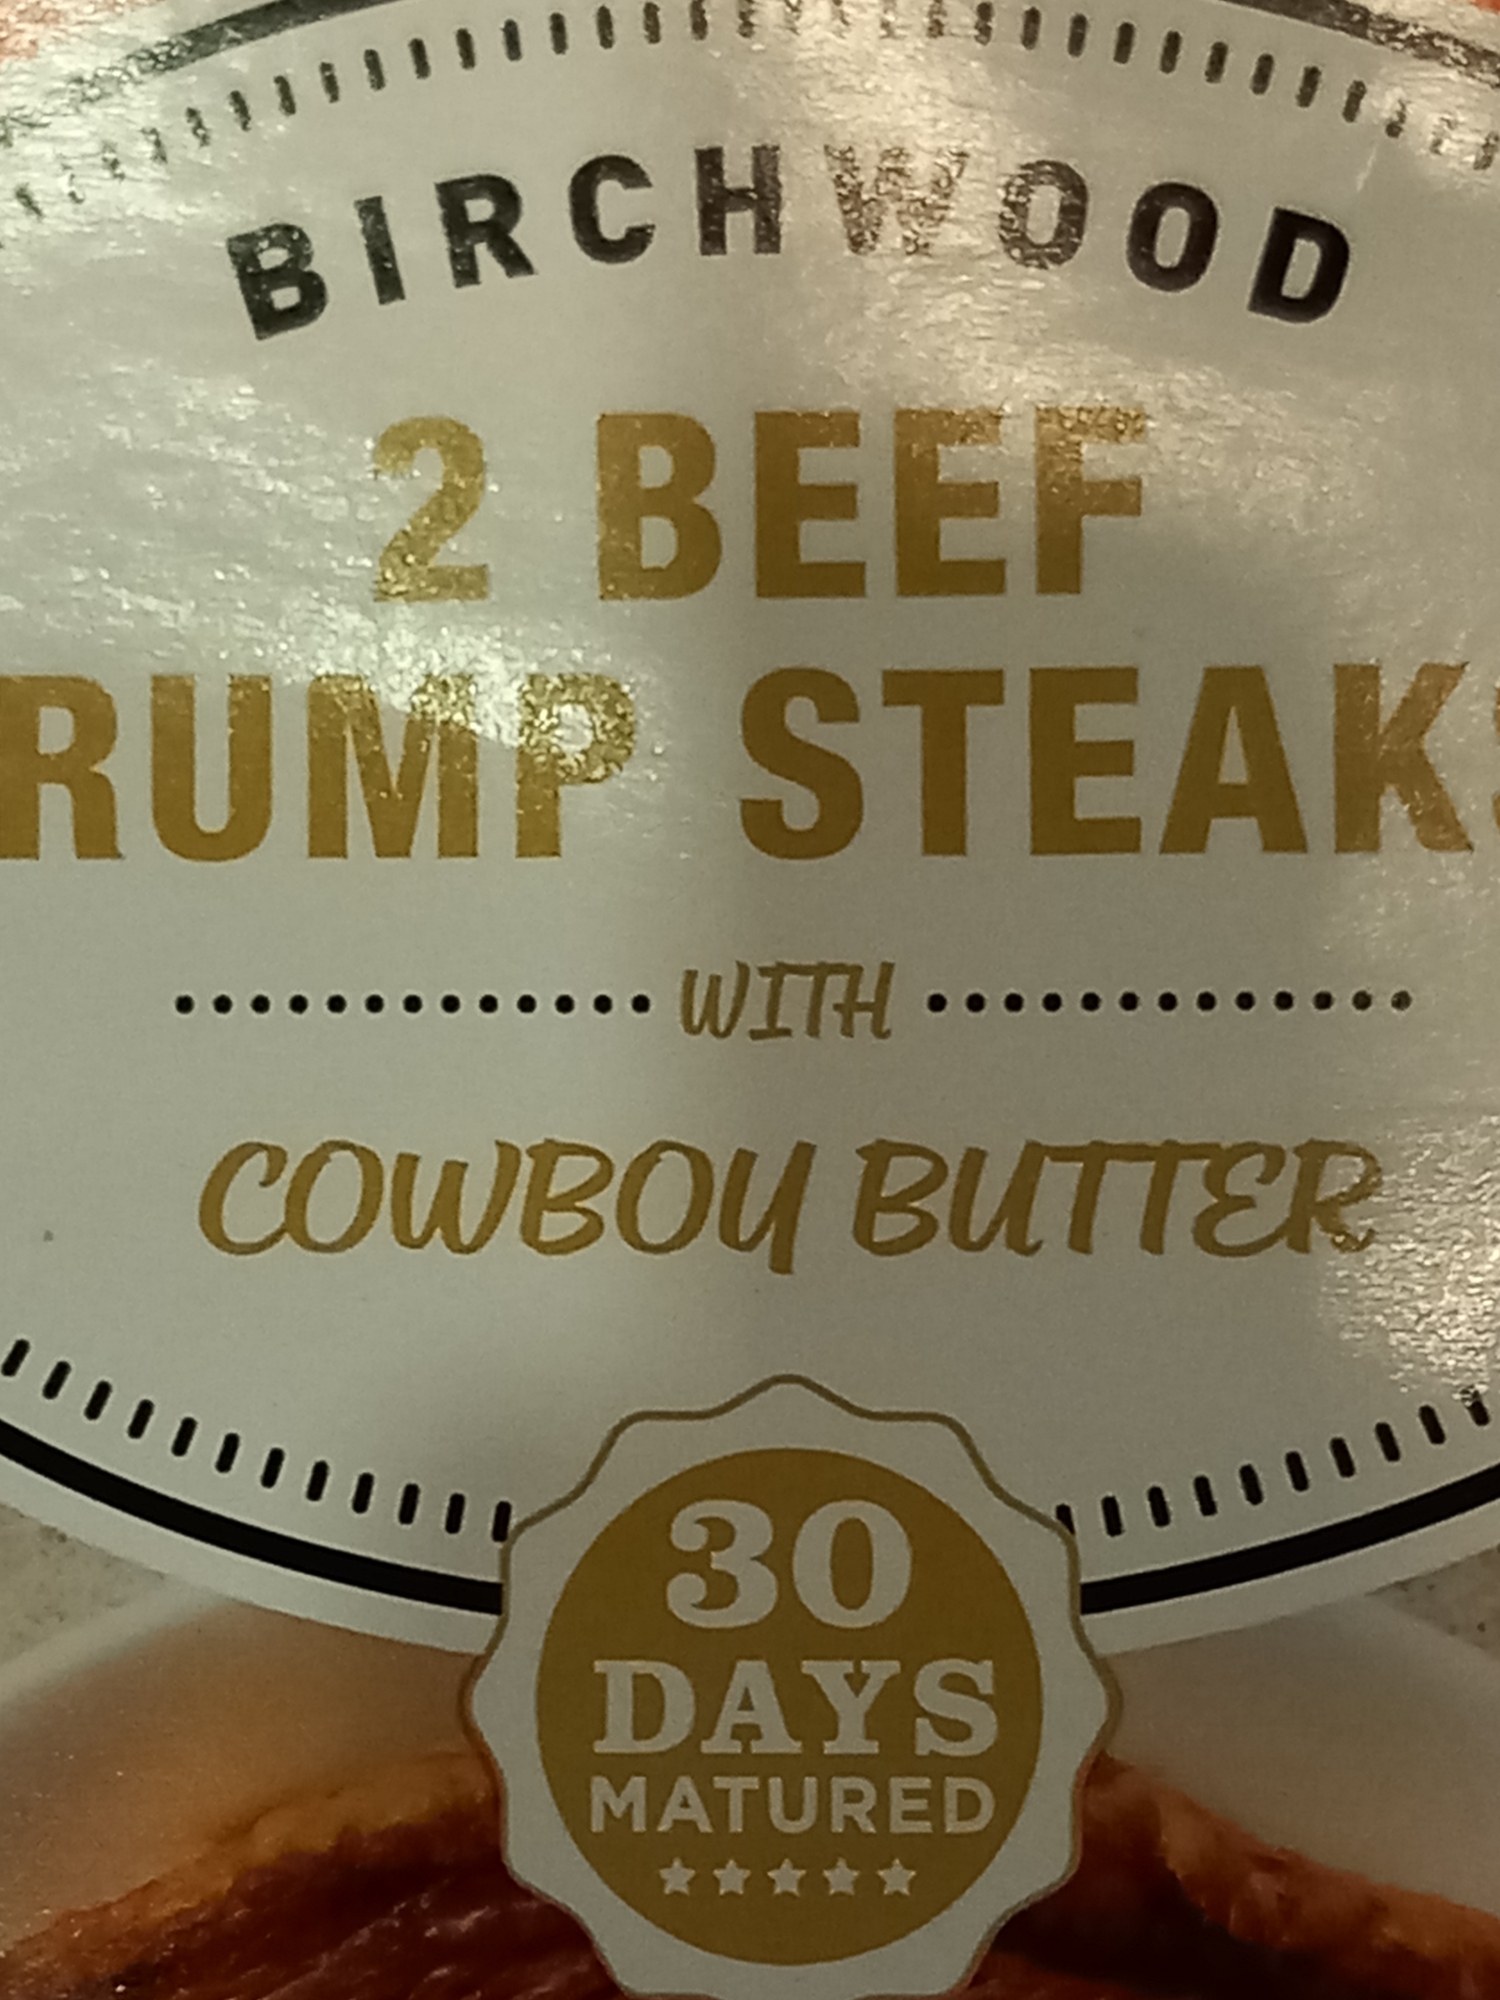 BIRCHWOOD
2 BEEF
RUMP STEAKS
WITH
COWBOY BUTTER
30
DAYS
MATURED